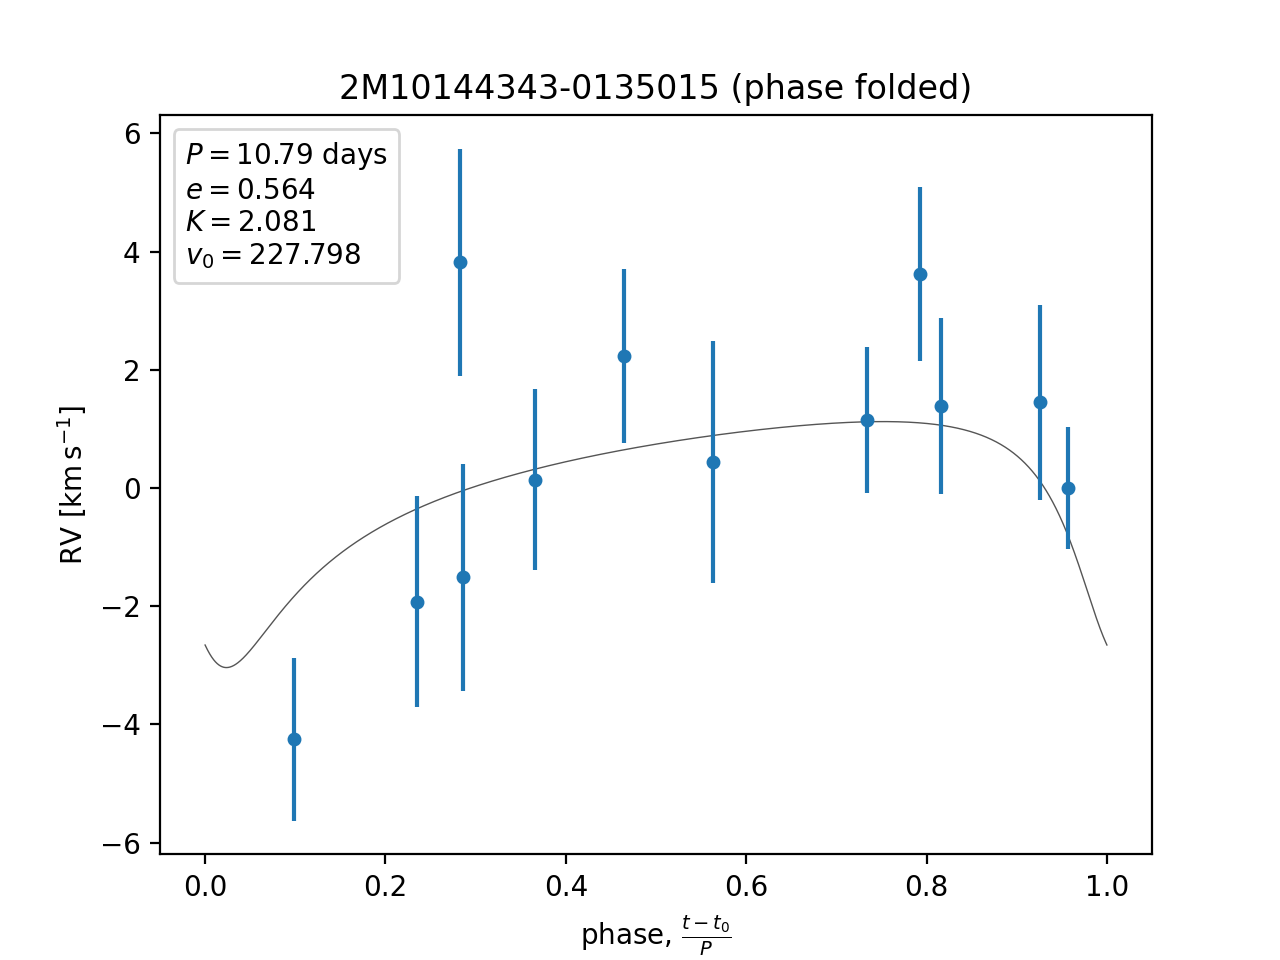 2M10144343-0135015 (phase folded)
P = 10.79 days
e = 0.564
K = 2.081
v₀ = 227.798
6
4
2
0
−2
−4
−6
RV [km s⁻¹]
0.0 0.2 0.4 0.6 0.8 1.0
phase, (t − t₀)/P